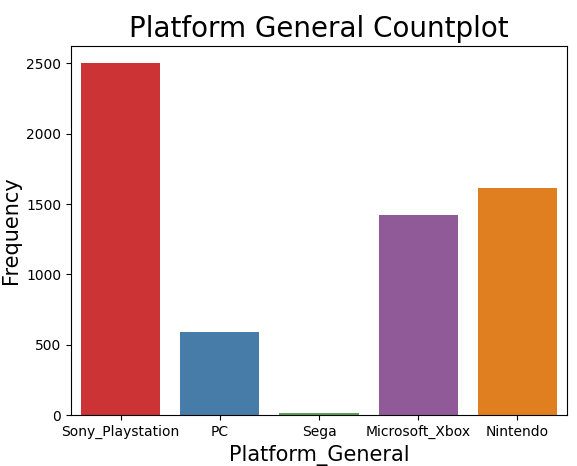 Platform General Countplot
Frequency
2500
2000
1500
1000
500
0
Sony_Playstation PC Sega Microsoft_Xbox Nintendo
Platform_General